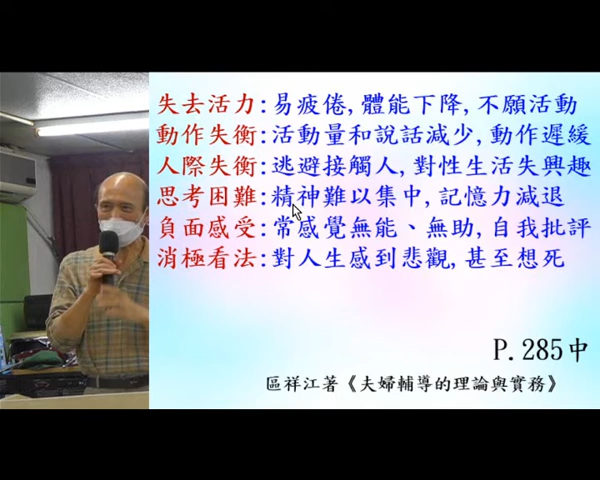 失去活力:易疲倦,體能下降,不願活動
動作失衡:活動量和說話減少,動作遲緩
人際失衡:逃避接觸人,對性生活失興趣
思考困難:精神難以集中,記憶力減退
負面感受:常感覺無能、無助,自我批評
消極看法:對人生感到悲觀,甚至想死
P.285中
區祥江著《夫婦輔導的理論與實務》